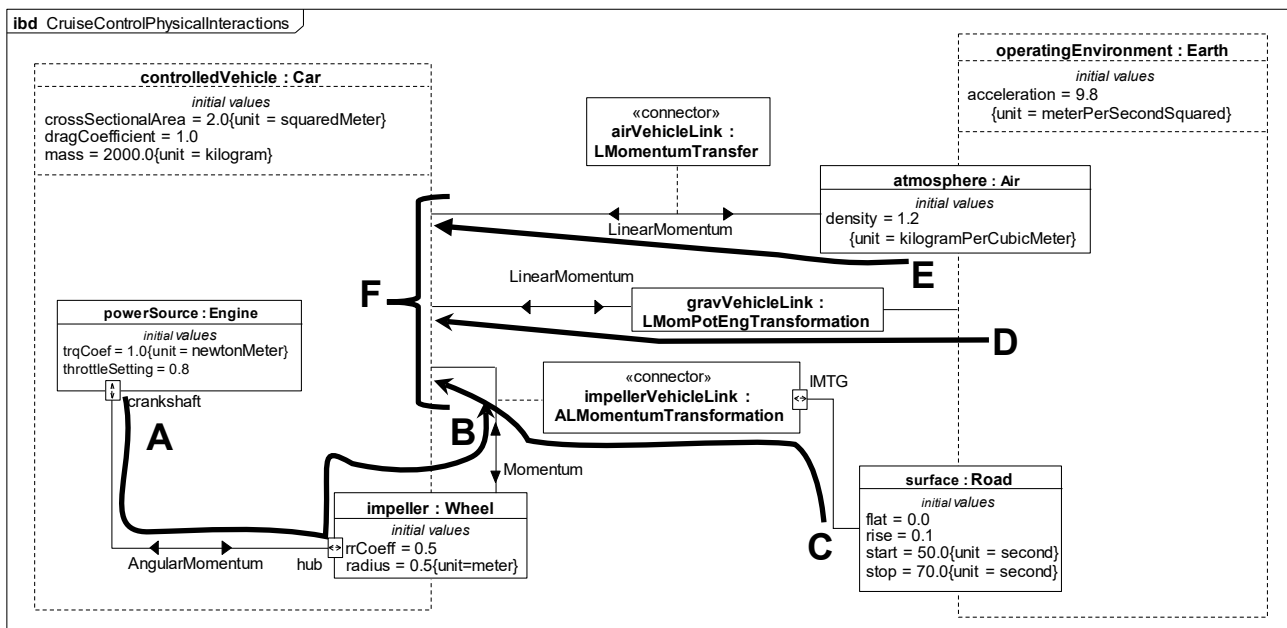 ibd CruiseControlPhysicalInteractions
controlledVehicle : Car
initial values
crossSectionalArea = 2.0{unit = squaredMeter}
dragCoefficient = 1.0
mass = 2000.0{unit = kilogram}
operatingEnvironment : Earth
initial values
acceleration = 9.8
{unit = meterPerSecondSquared}
«connector»
airVehicleLink :
LMomentumTransfer
atmosphere : Air
initial values
density = 1.2
{unit = kilogramPerCubicMeter}
LinearMomentum
E
LinearMomentum
F
gravVehicleLink :
LMomPotEngTransformation
D
powerSource : Engine
initial values
trqCoef = 1.0{unit = newtonMeter}
throttleSetting = 0.8
crankshaft
A
«connector»
impellerVehicleLink :
ALMomentumTransformation
IMTG
B
Momentum
C
impeller : Wheel
initial values
rrCoeff = 0.5
radius = 0.5{unit=meter}
AngularMomentum
hub
surface : Road
initial values
flat = 0.0
rise = 0.1
start = 50.0{unit = second}
stop = 70.0{unit = second}